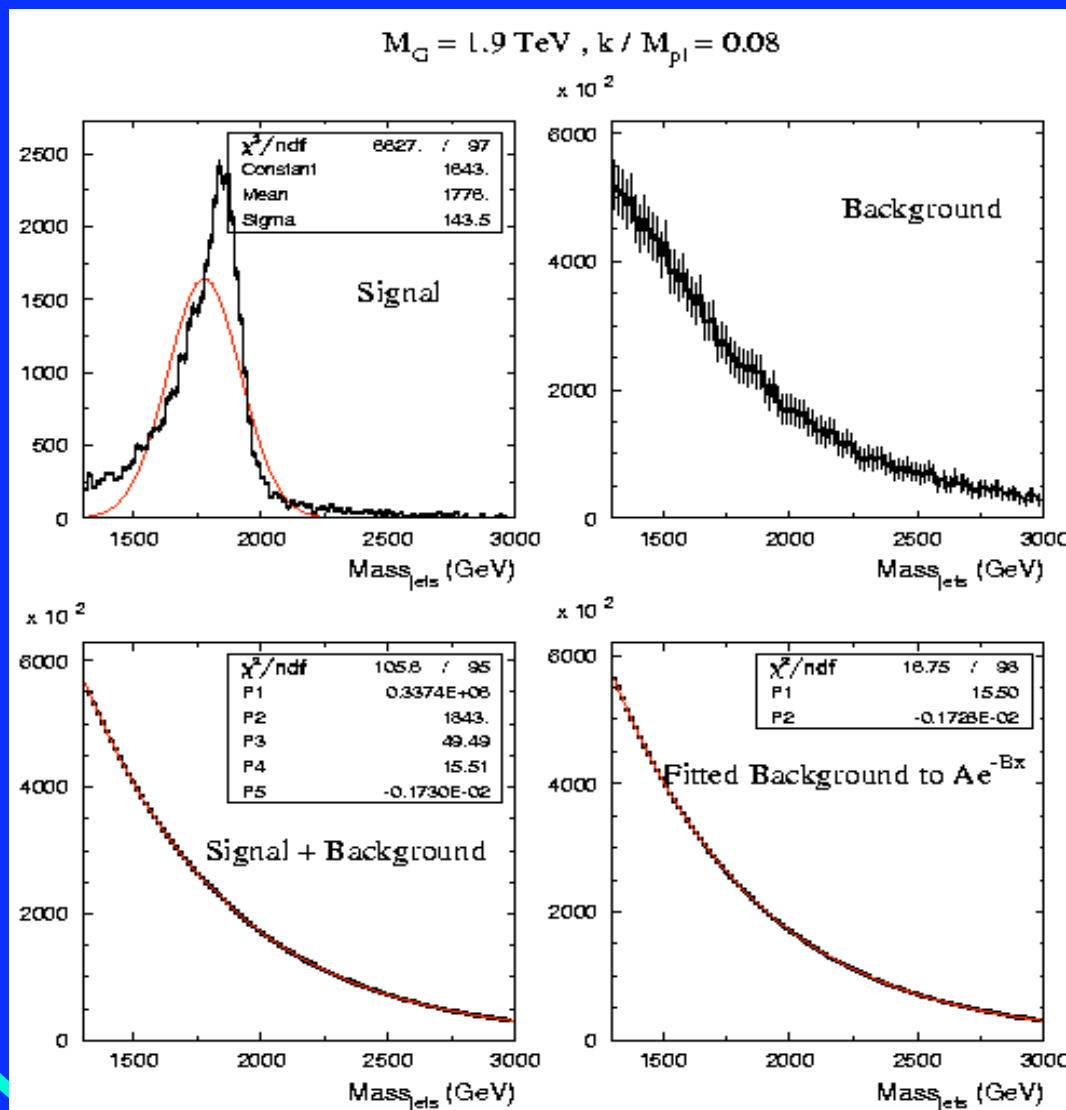 M_G = 1.9 TeV , k / M_pl = 0.08
x 10^2
χ²/ndf 6627. / 97
Constant 1643.
Mean 1776.
Sigma 143.5
Signal
2500
2000
1500
1000
500
0
1500 2000 2500 3000
Mass_jets (GeV)
Background
6000
4000
2000
0
1500 2000 2500 3000
Mass_jets (GeV)
x 10^2
χ²/ndf 105.6 / 95
P1 0.3374E+06
P2 1843.
P3 49.49
P4 15.51
P5 -0.1730E-02
Signal + Background
6000
4000
2000
0
1500 2000 2500 3000
Mass_jets (GeV)
x 10^2
χ²/ndf 16.75 / 98
P1 15.50
P2 -0.1728E-02
Fitted Background to Ae^-Bx
6000
4000
2000
0
1500 2000 2500 3000
Mass_jets (GeV)